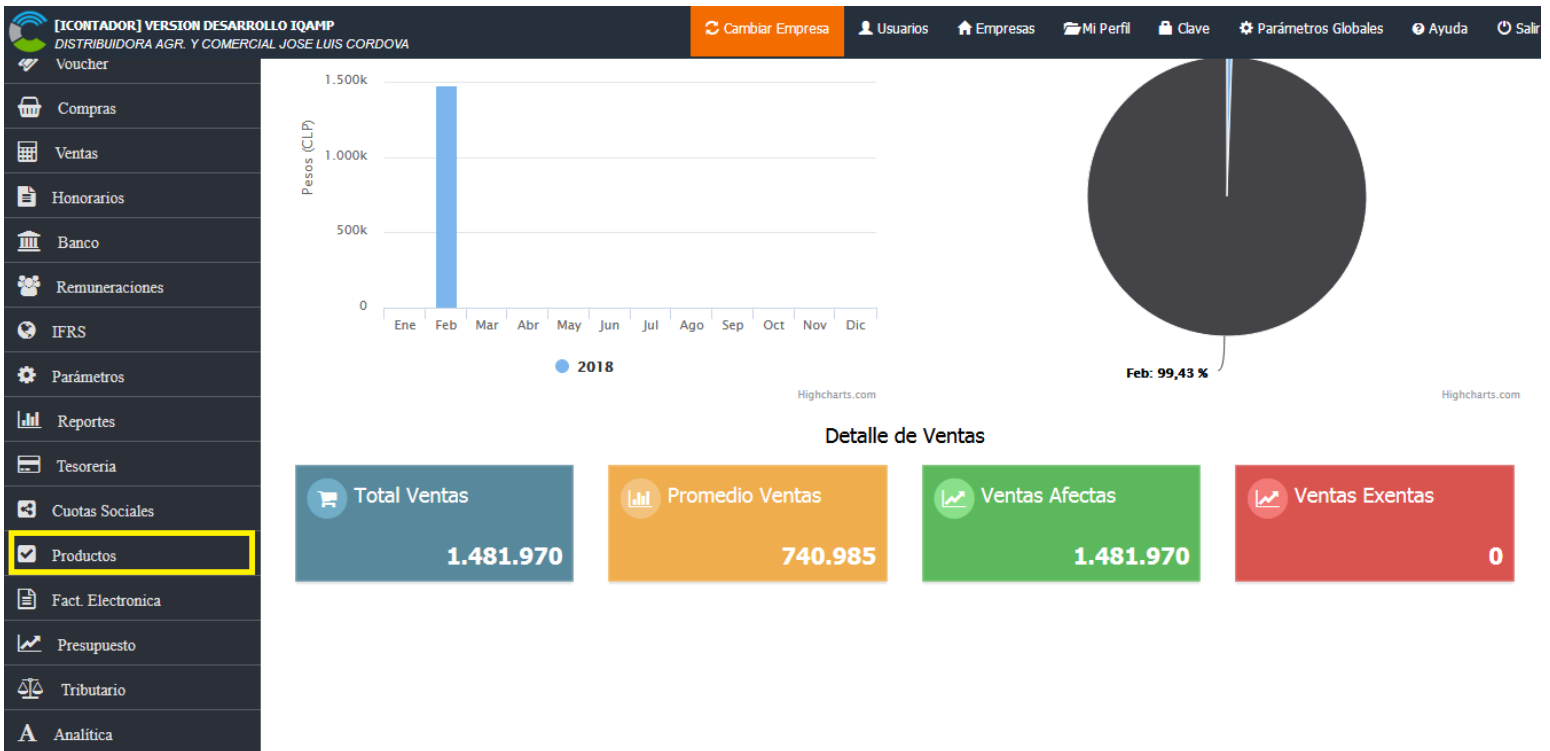 [ICONTADOR] VERSION DESARROLLO IQAMP
DISTRIBUIDORA AGR. Y COMERCIAL JOSE LUIS CORDOVA
Cambiar Empresa
Usuarios
Empresas
Mi Perfil
Clave
Parámetros Globales
Ayuda
Salir
Voucher
Compras
Ventas
Honorarios
Banco
Remuneraciones
IFRS
Parámetros
Reportes
Tesoreria
Cuotas Sociales
Productos
Fact. Electronica
Presupuesto
Tributario
Analítica
Pesos (CLP)
1.500k
1.000k
500k
0
Ene Feb Mar Abr May Jun Jul Ago Sep Oct Nov Dic
2018
Highcharts.com
Feb: 99,43 %
Highcharts.com
Detalle de Ventas
Total Ventas
1.481.970
Promedio Ventas
740.985
Ventas Afectas
1.481.970
Ventas Exentas
0